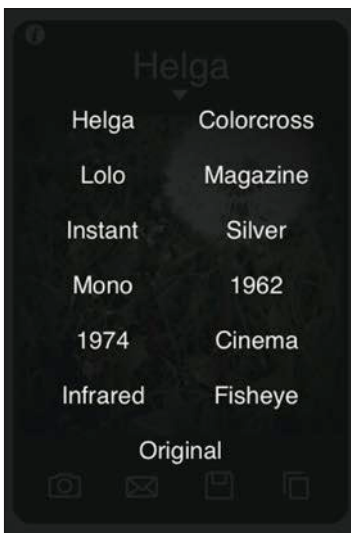 Helga
Helga Colorcross
Lolo Magazine
Instant Silver
Mono 1962
1974 Cinema
Infrared Fisheye
Original